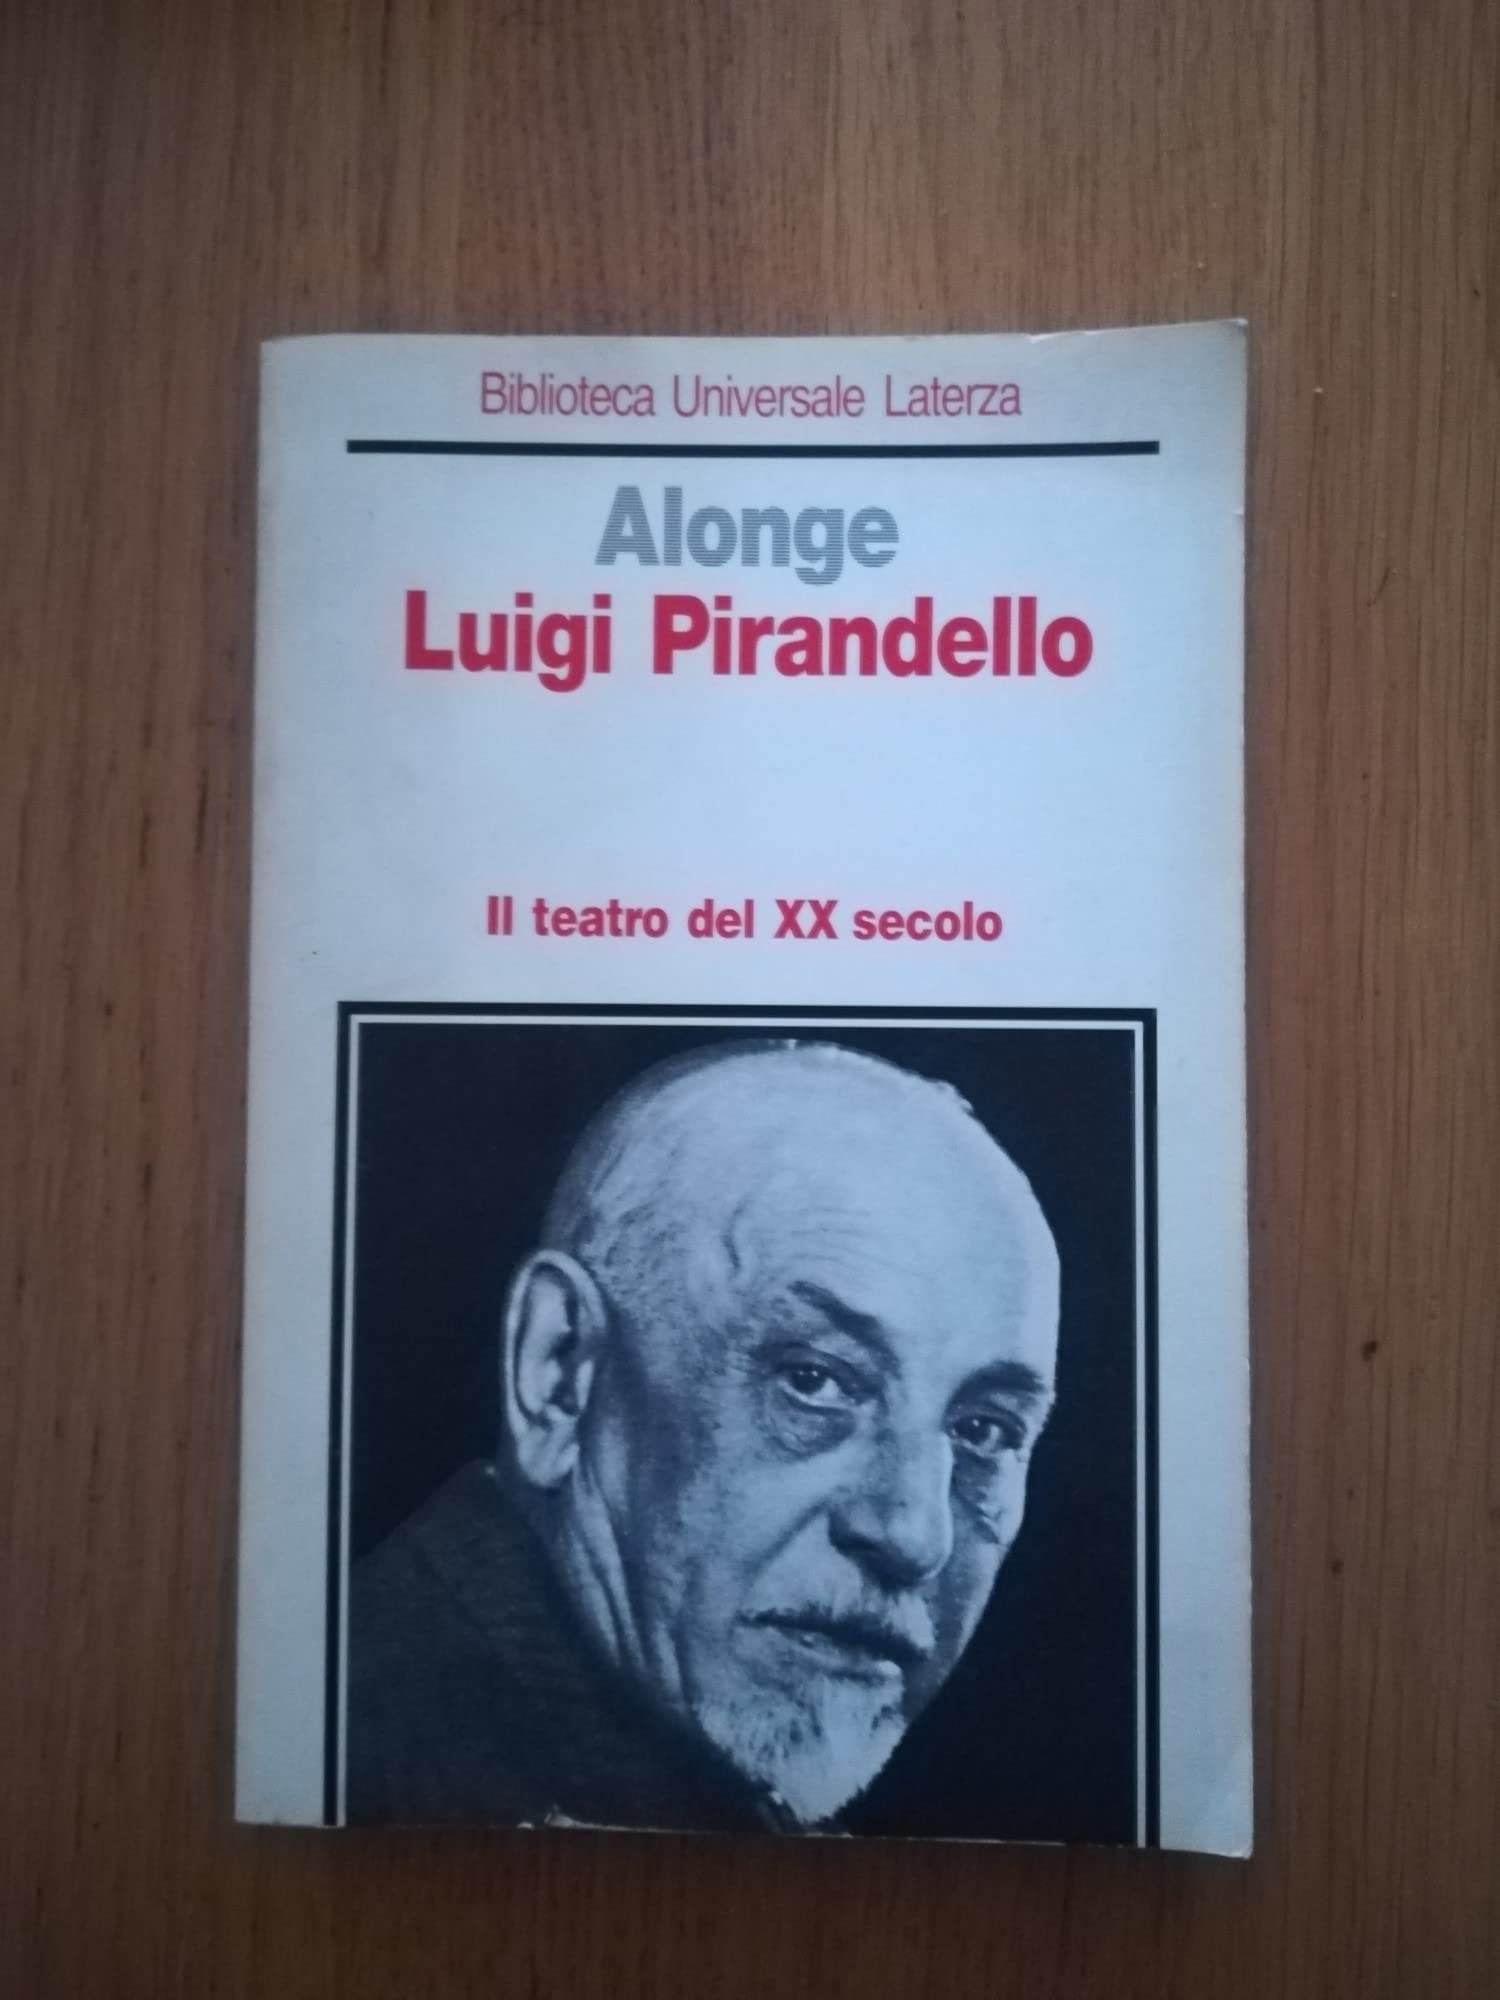 Biblioteca Universale Laterza
Alonge
Luigi Pirandello
Il teatro del XX secolo